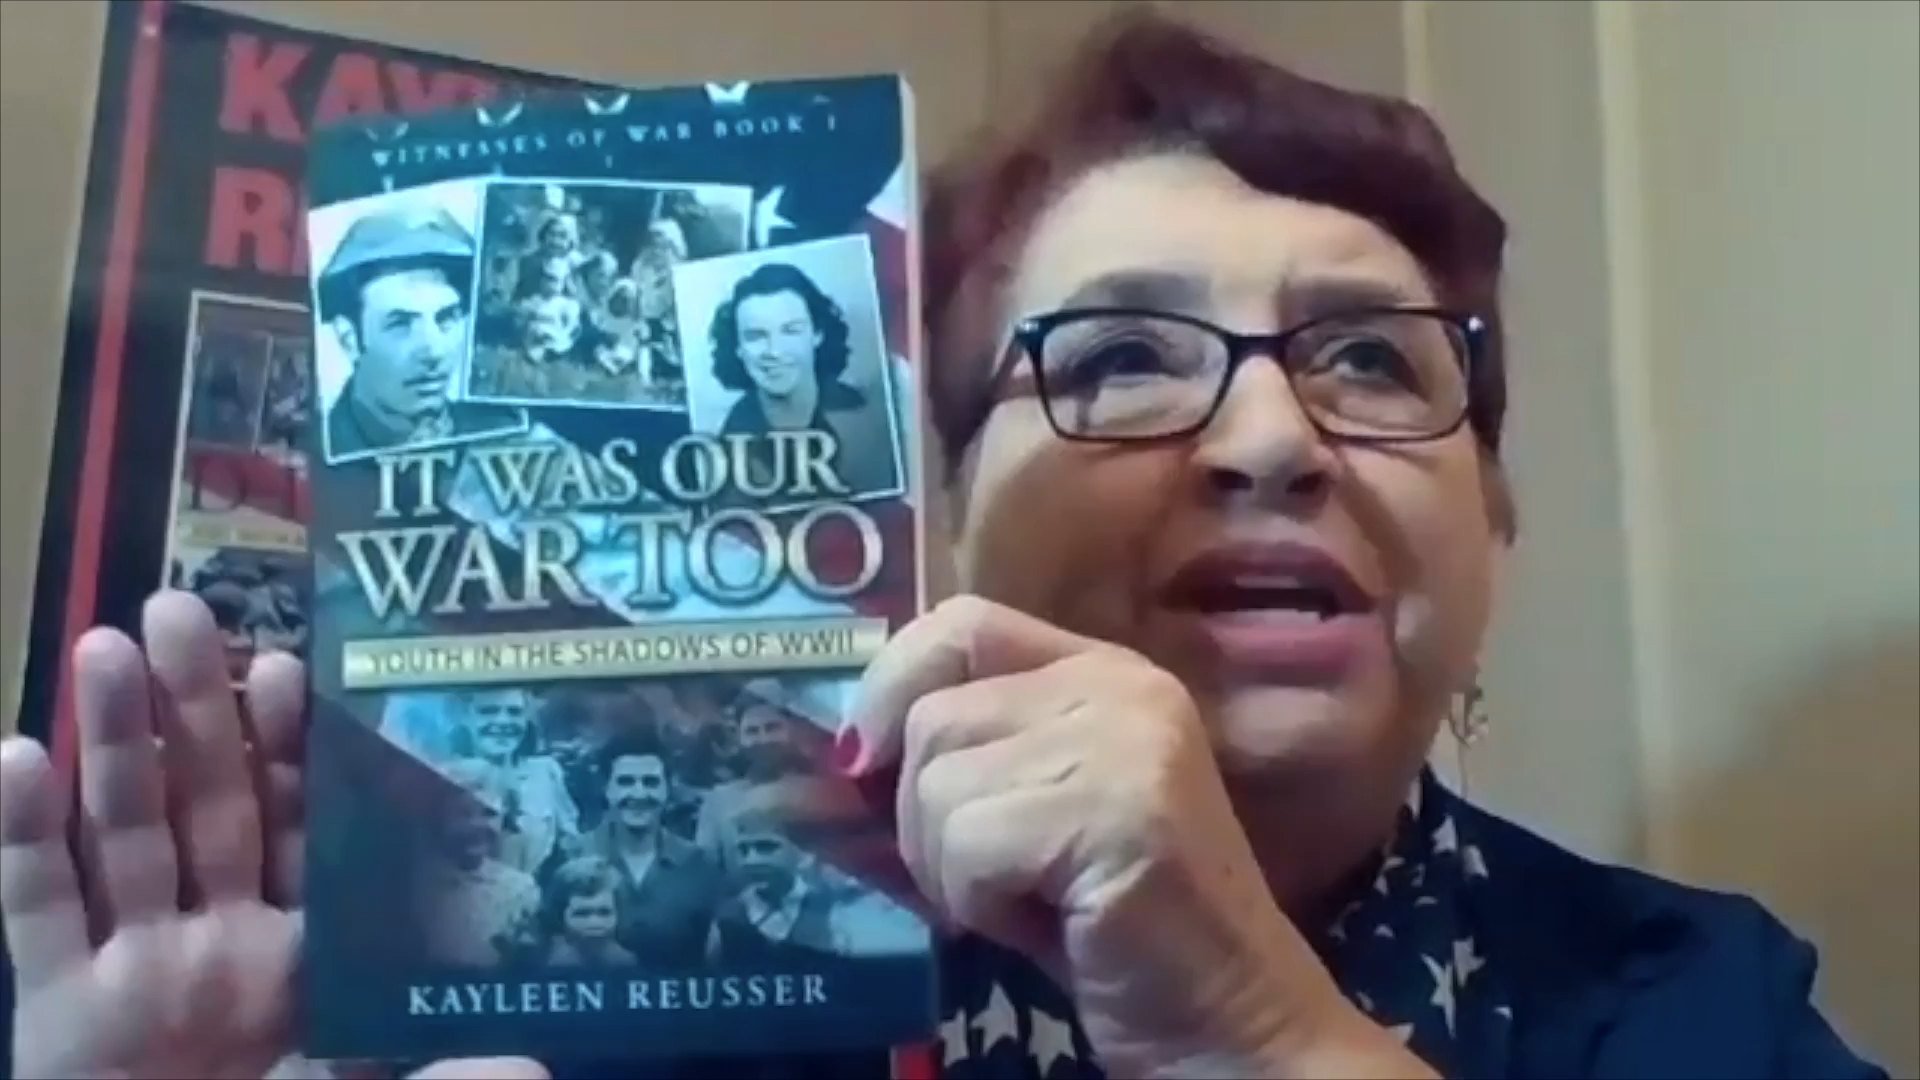 WITNESSES OF WAR BOOK 1
IT WAS OUR
WAR TOO
YOUTH IN THE SHADOWS OF WWII
KAYLEEN REUSSER